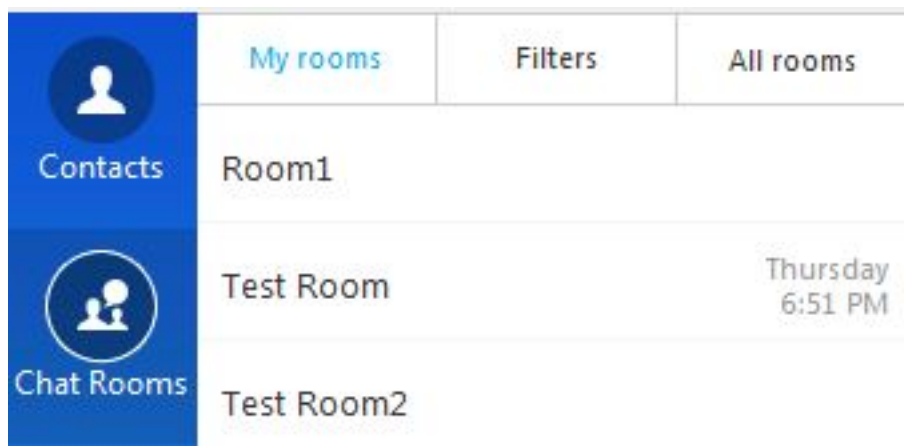 My rooms
Filters
All rooms
Contacts
Room1
Test Room
Thursday
6:51 PM
Chat Rooms
Test Room2